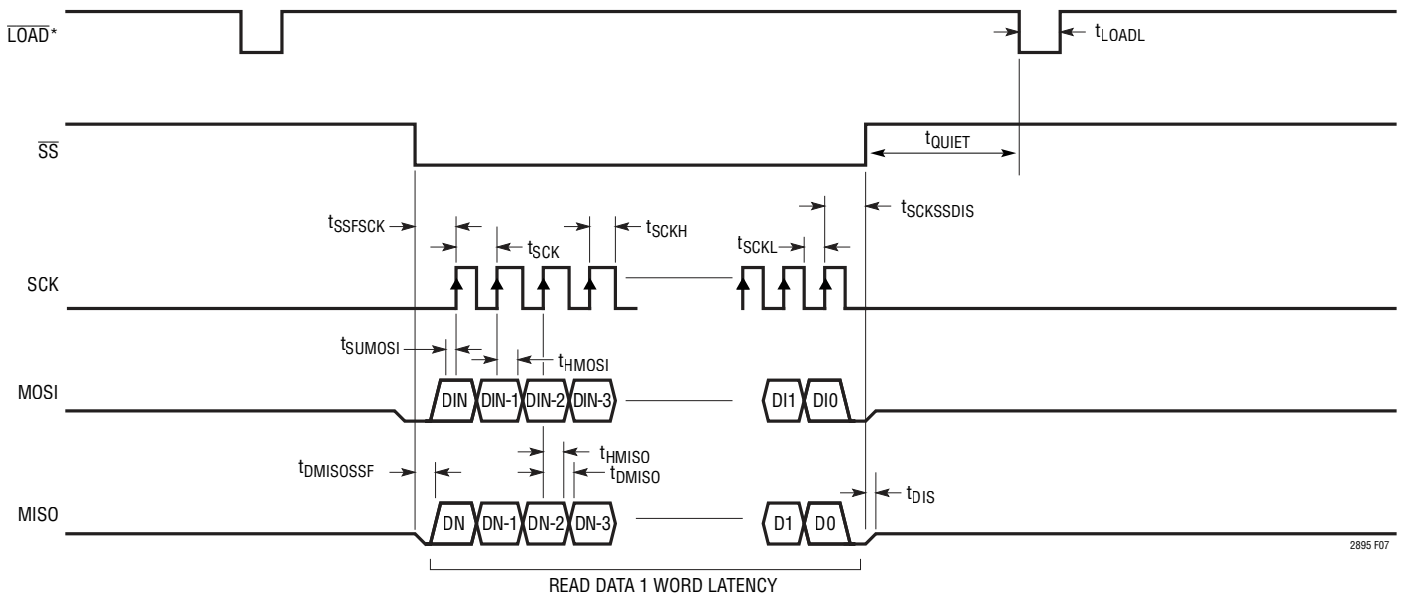 LOAD*
tLOADL
SS
tQUIET
tSCKSSDIS
tSSFSCK
tSCK
tSCKH
tSCKL
SCK
tSUMOSI
tHMOSI
MOSI
DIN DIN-1 DIN-2 DIN-3 DI1 DI0
tHMISO
tDMISOSSF
tDMISO
tDIS
MISO
DN DN-1 DN-2 DN-3 D1 D0
2895 F07
READ DATA 1 WORD LATENCY